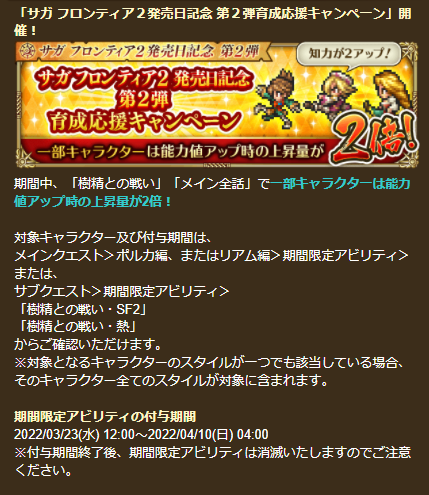 「サガ フロンティア２発売日記念 第２弾育成応援キャンペーン」開
催！
サガ フロンティア2 発売日記念 第2弾
知力が2アップ！
サガ フロンティア2 発売日記念
第2弾
育成応援キャンペーン
一部キャラクターは能力値アップ時の上昇量が
2倍！
期間中、「樹精との戦い」「メイン全話」で一部キャラクターは能力
値アップ時の上昇量が2倍！
対象キャラクター及び付与期間は、
メインクエスト＞ポルカ編、またはリアム編＞期間限定アビリティ＞
または、
サブクエスト＞期間限定アビリティ＞
「樹精との戦い・SF2」
「樹精との戦い・熱」
からご確認いただけます。
※対象となるキャラクターのスタイルが一つでも該当している場合、
そのキャラクター全てのスタイルが対象に含まれます。
期間限定アビリティの付与期間
2022/03/23(水) 12:00～2022/04/10(日) 04:00
※付与期間終了後、期間限定アビリティは消滅いたしますのでご注意
ください。